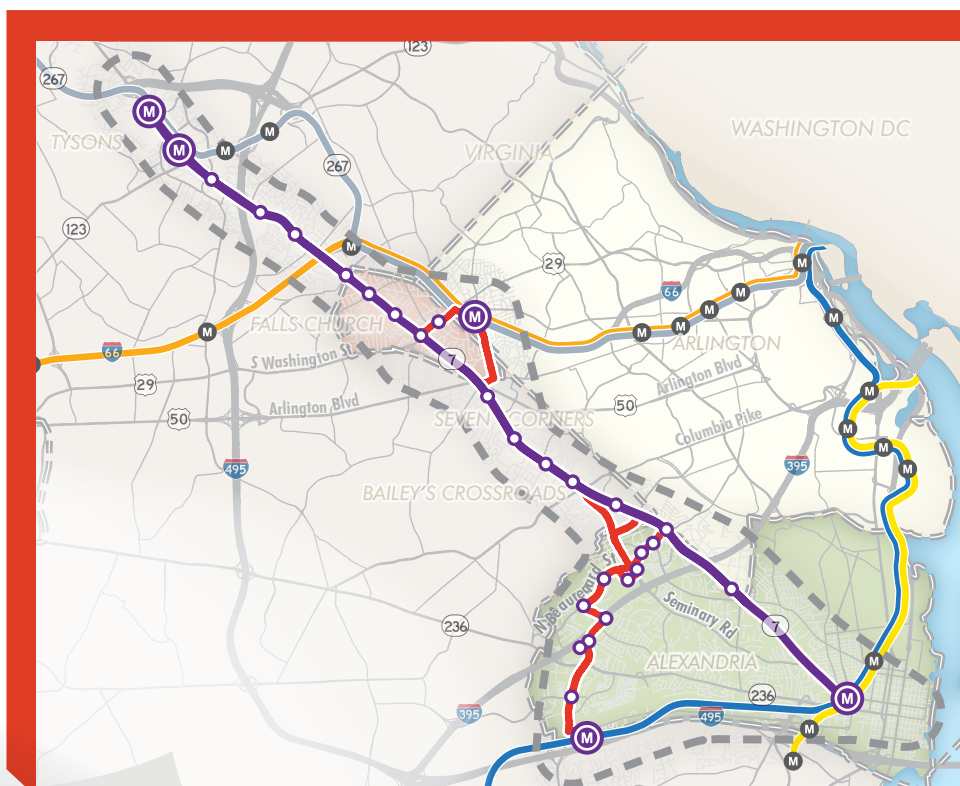 123
267
M
TYSONS
WASHINGTON DC
M
M
M
VIRGINIA
267
123
M
29
M
66
M
M
M
M
M
M
M
FALLS CHURCH
66
ARLINGTON
S Washington St
7
29
Arlington Blvd
M
Arlington Blvd
50
50
SEVEN CORNERS
Columbia Pike
M
M
495
395
M
BAILEY'S CROSSROADS
N Beauregard St
Seminary Rd
236
7
ALEXANDRIA
M
236
M
395
495
M
M
M